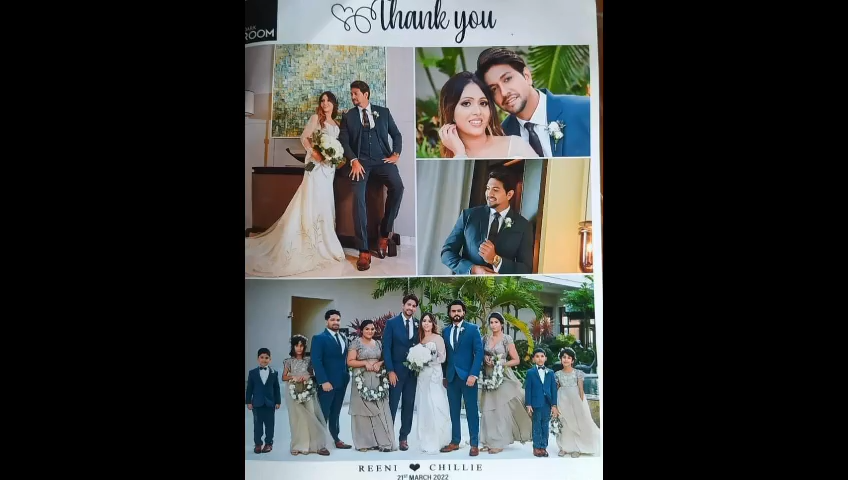 Thank you
ROOM
REENI ❤ CHILLIE
21ST MARCH 2022